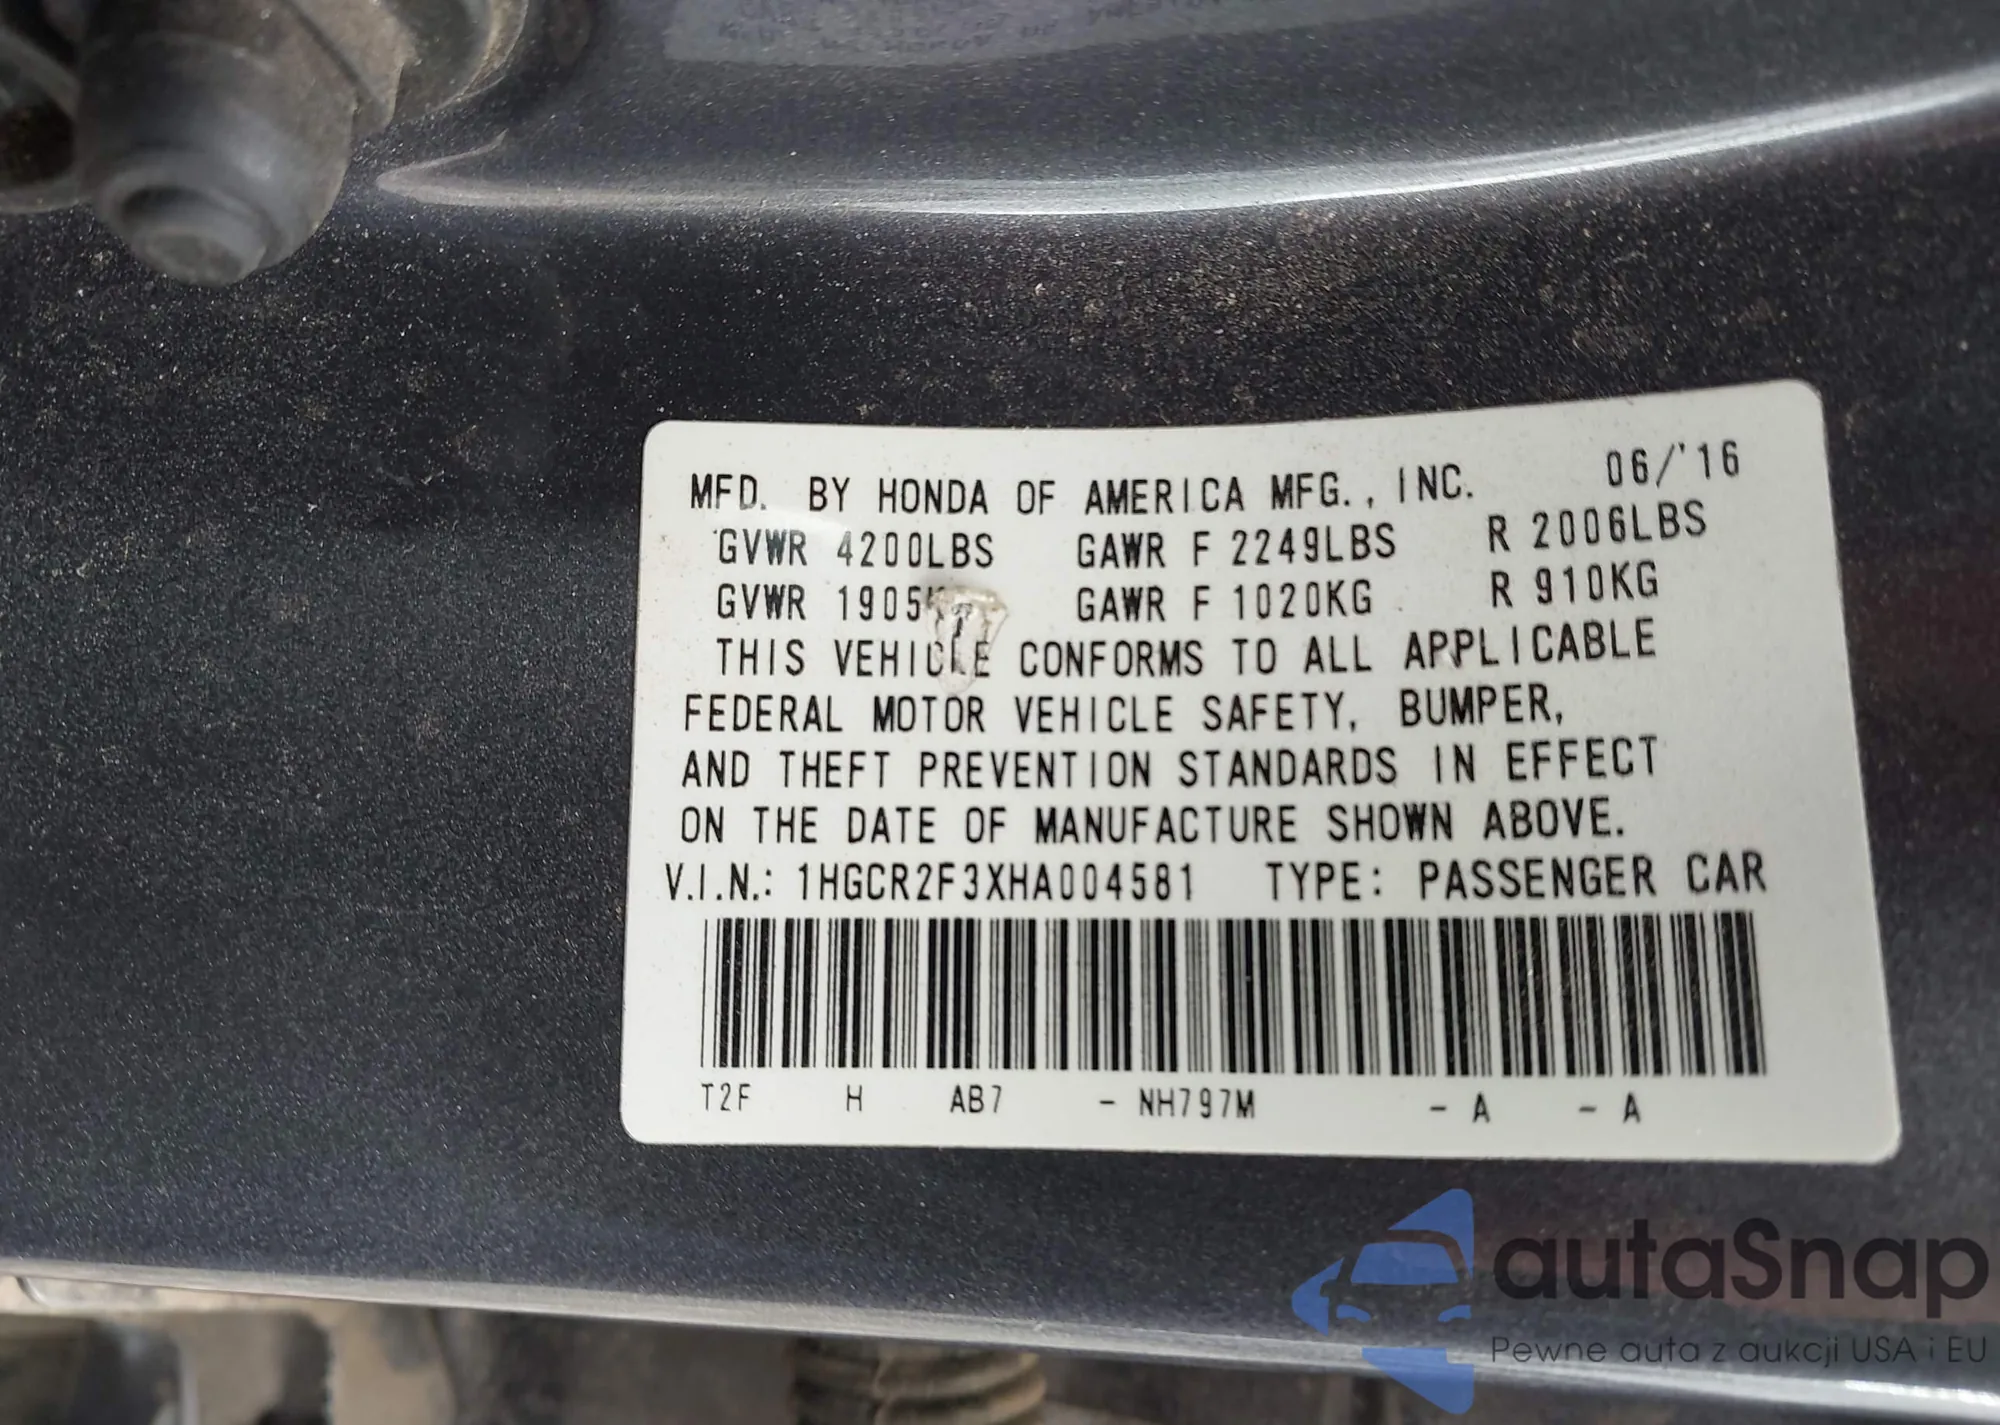 MFD. BY HONDA OF AMERICA MFG., INC. 06/'16
GVWR 4200LBS GAWR F 2249LBS R 2006LBS
GVWR 1905 GAWR F 1020KG R 910KG
THIS VEHICLE CONFORMS TO ALL APPLICABLE
FEDERAL MOTOR VEHICLE SAFETY, BUMPER,
AND THEFT PREVENTION STANDARDS IN EFFECT
ON THE DATE OF MANUFACTURE SHOWN ABOVE.
V.I.N.: 1HGCR2F3XHA004581 TYPE: PASSENGER CAR
T2F H AB7 - NH797M - A - A
autaSnap
Pewne auta z aukcji USA i EU